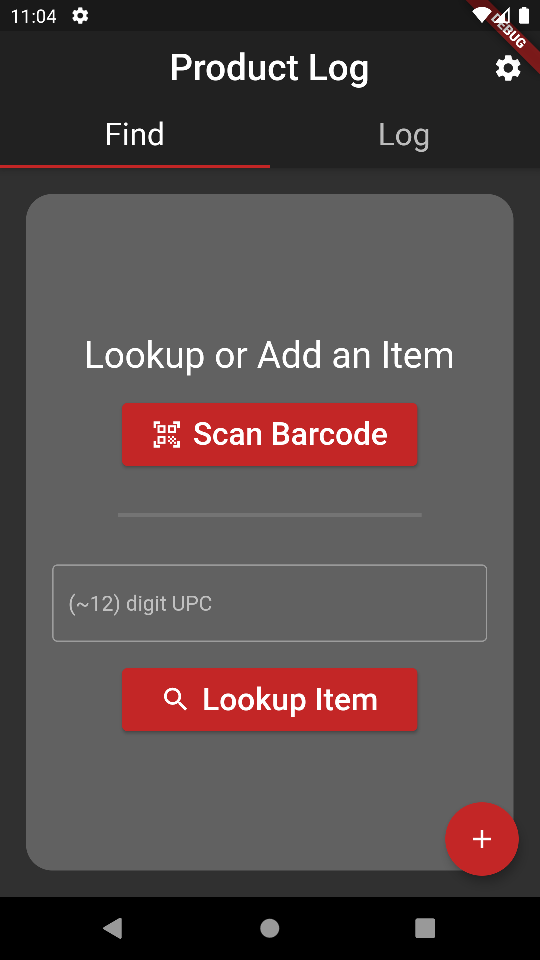 11:04
DEBUG
Product Log
Find
Log
Lookup or Add an Item
Scan Barcode
(~12) digit UPC
Lookup Item
+